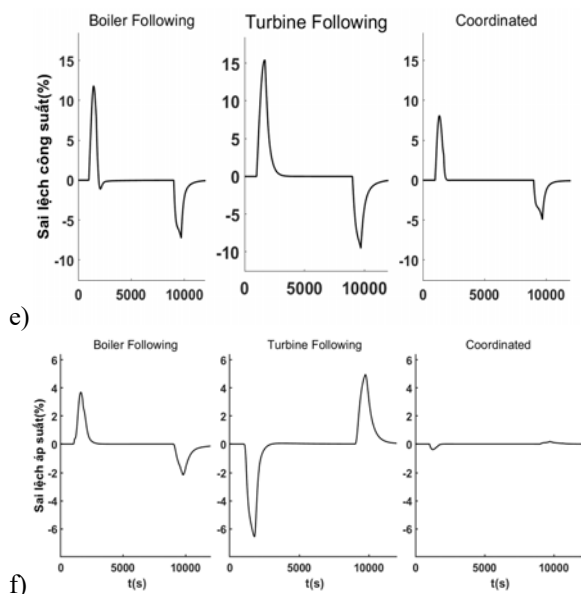 Boiler Following Turbine Following Coordinated
Sai lệch công suất(%)
15 15 15
10 10 10
5 5 5
0 0 0
-5 -5 -5
-10 -10 -10
0 5000 10000 0 5000 10000 0 5000 10000
e)
Boiler Following Turbine Following Coordinated
Sai lệch áp suất(%)
6 6 6
4 4 4
2 2 2
0 0 0
-2 -2 -2
-4 -4 -4
-6 -6 -6
0 5000 10000 0 5000 10000 0 5000 10000
t(s) t(s) t(s)
f)